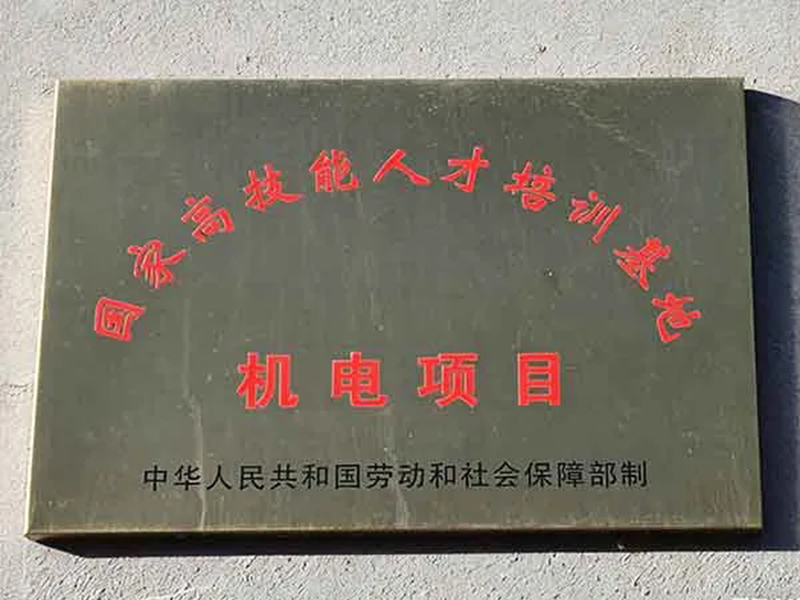 国家高技能人才培训基地
机电项目
中华人民共和国劳动和社会保障部制